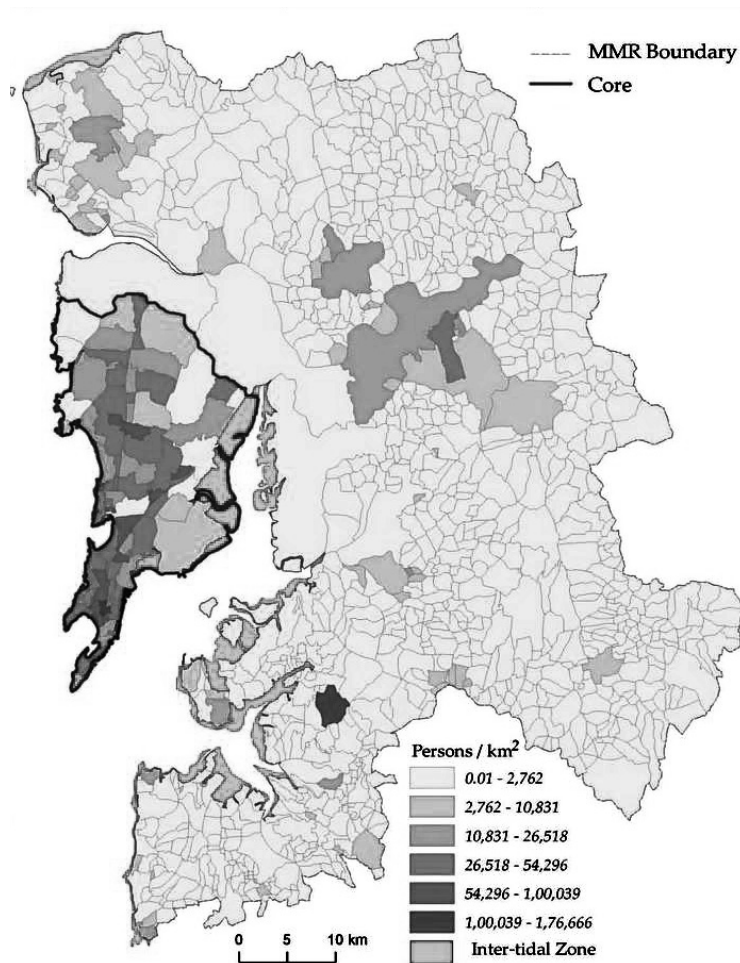 MMR Boundary
Core
Persons / km²
0.01 - 2,762
2,762 - 10,831
10,831 - 26,518
26,518 - 54,296
54,296 - 1,00,039
1,00,039 - 1,76,666
Inter-tidal Zone
0 5 10 km